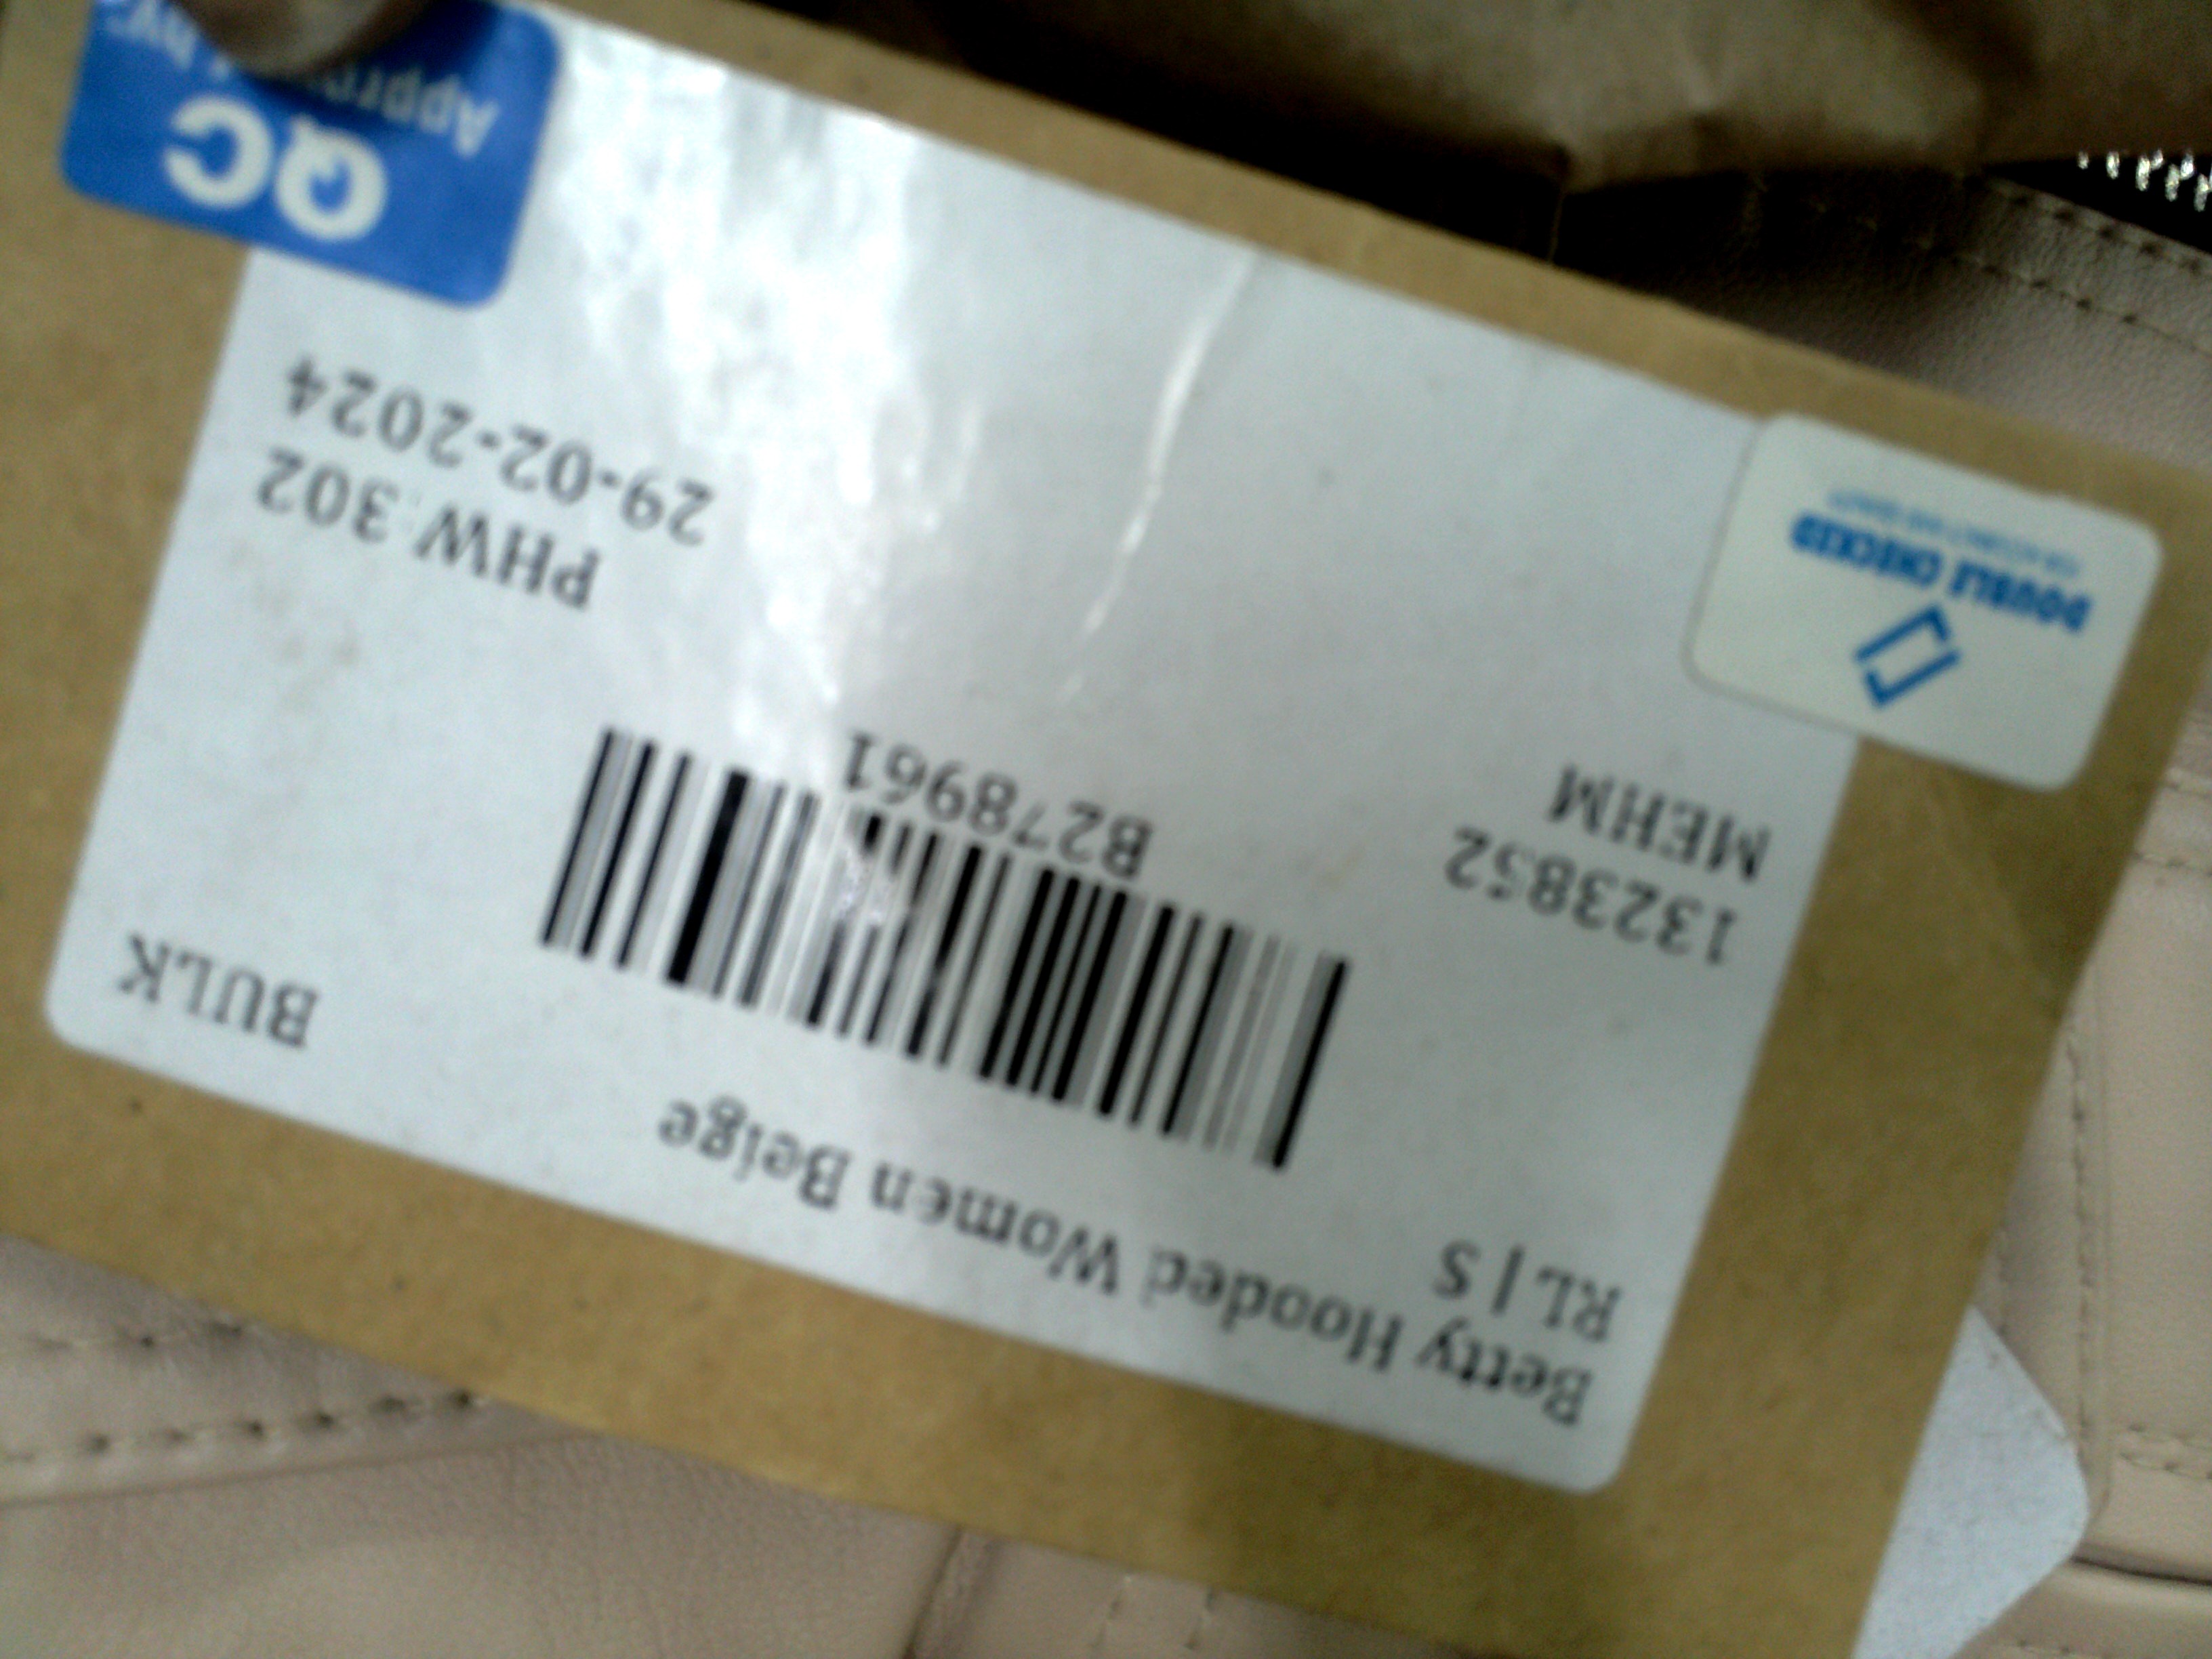 Betty Hooded Women Beige
RL | S
BULK
B278961
1323852
MEHM
PHW 302
29-02-2024
DOUBLE CHECKED
QC